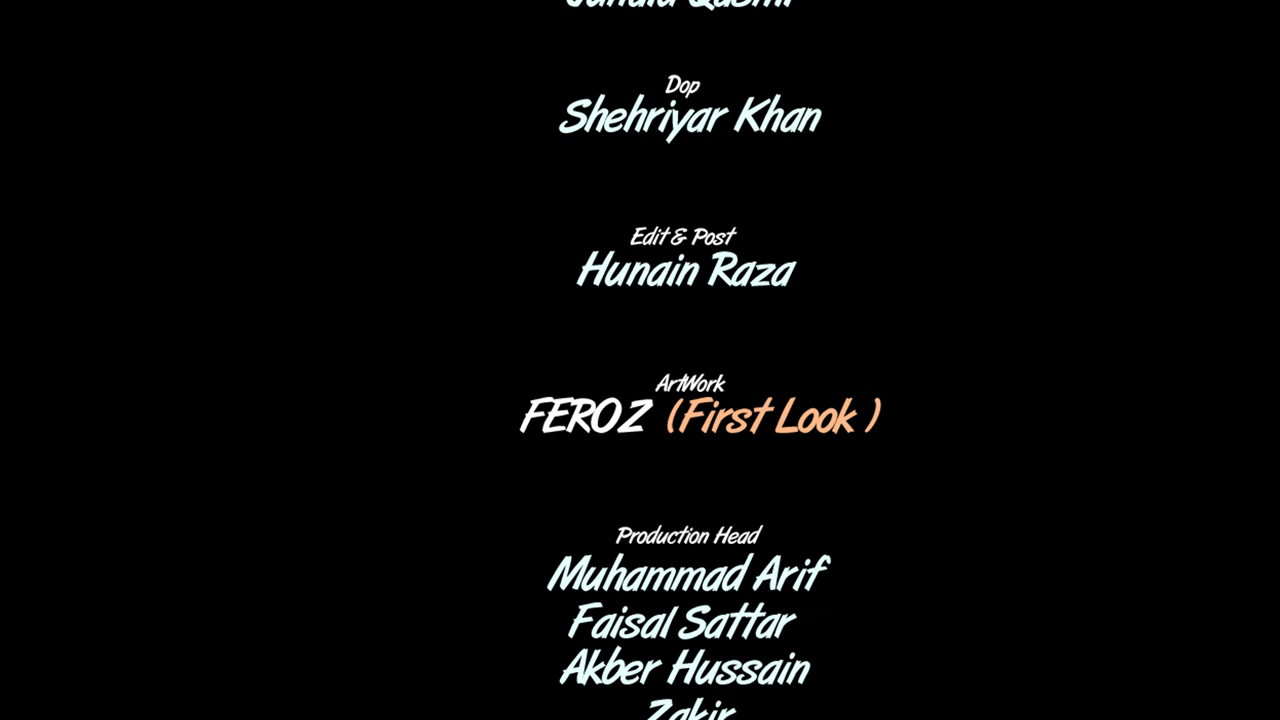 Dop
Shehriyar Khan
Edit & Post
Hunain Raza
ArtWork
FEROZ (First Look )
Production Head
Muhammad Arif
Faisal Sattar
Akber Hussain
Zakir